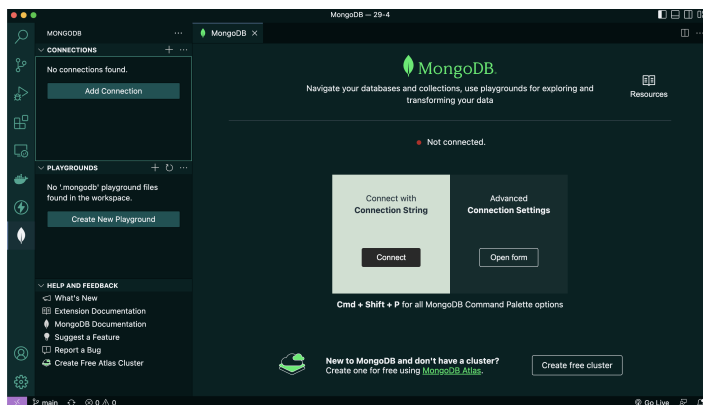 MongoDB — 29-4
MONGODB
MongoDB
CONNECTIONS
No connections found.
Add Connection
PLAYGROUNDS
No '.mongodb' playground files
found in the workspace.
Create New Playground
HELP AND FEEDBACK
What's New
Extension Documentation
MongoDB Documentation
Suggest a Feature
Report a Bug
Create Free Atlas Cluster
MongoDB.
Navigate your databases and collections, use playgrounds for exploring and
transforming your data
Resources
Not connected.
Connect with
Connection String
Connect
Advanced
Connection Settings
Open form
Cmd + Shift + P for all MongoDB Command Palette options
New to MongoDB and don't have a cluster?
Create one for free using MongoDB Atlas.
Create free cluster
main
0
0
Go Live